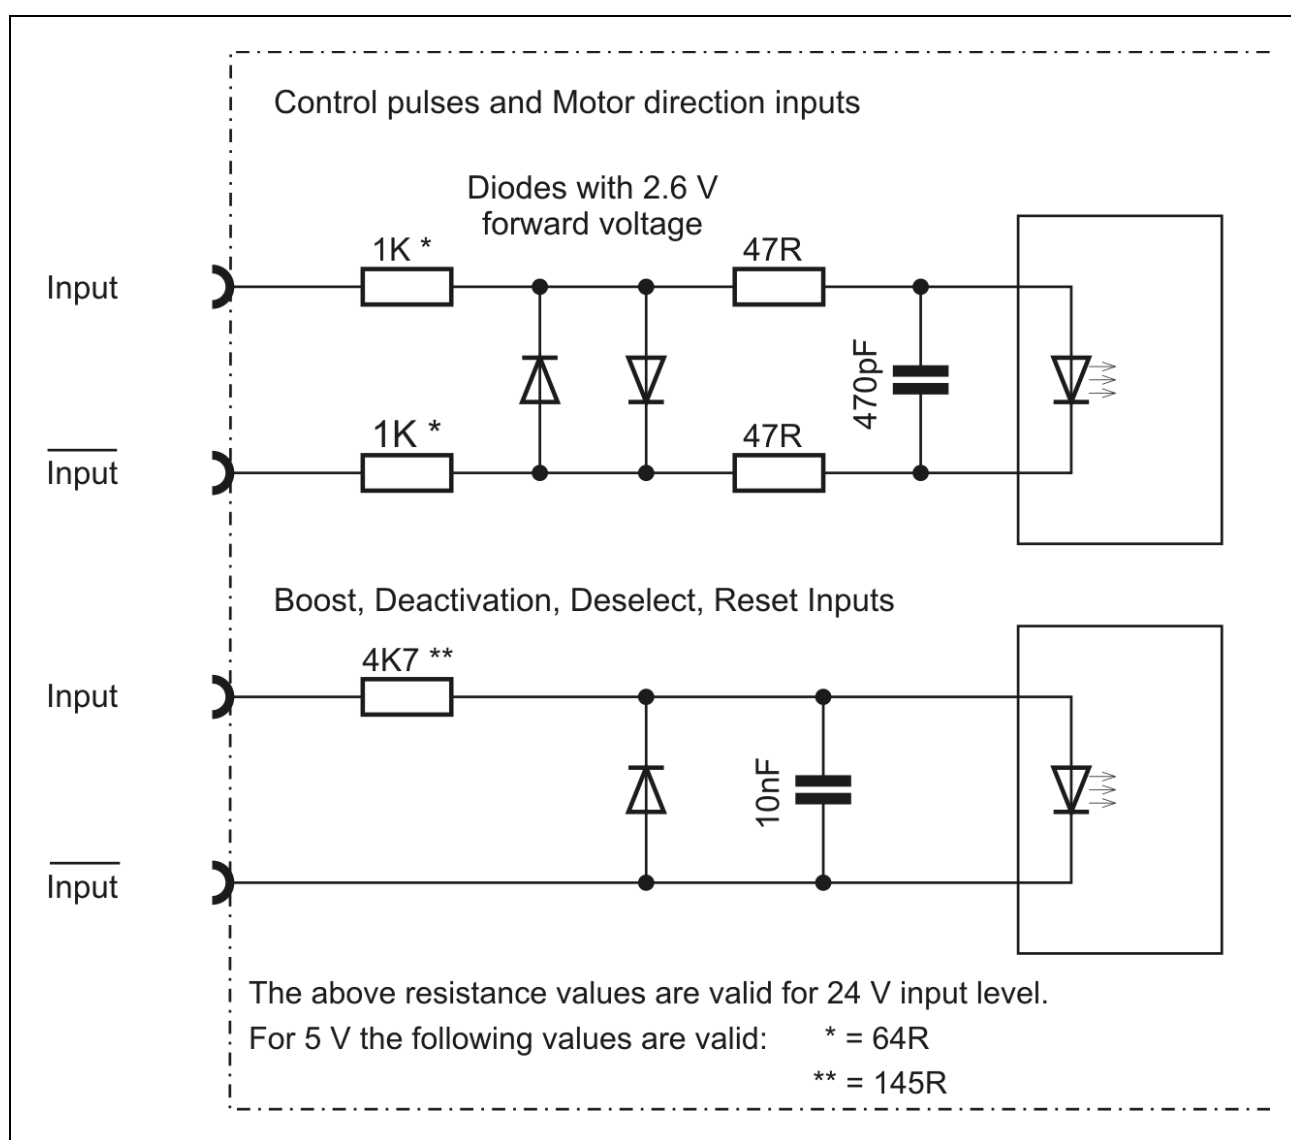 Control pulses and Motor direction inputs
Diodes with 2.6 V
forward voltage
1K *
47R
Input
470pF
1K *
47R
Input
Boost, Deactivation, Deselect, Reset Inputs
4K7 **
Input
10nF
Input
The above resistance values are valid for 24 V input level.
For 5 V the following values are valid: * = 64R
** = 145R